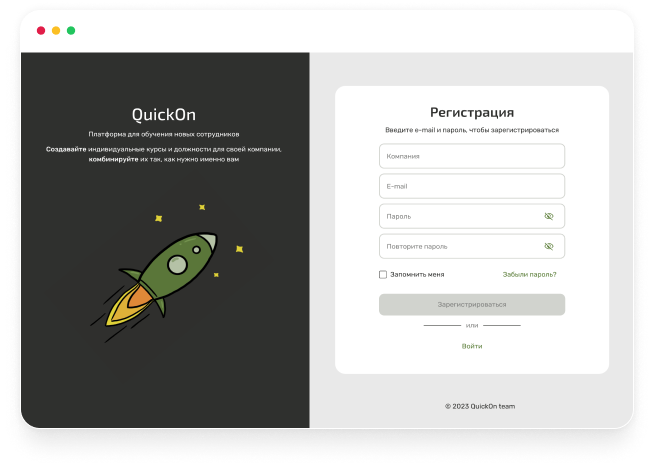 QuickOn
Платформа для обучения новых сотрудников
Создавайте индивидуальные курсы и должности для своей компании,
комбинируйте их так, как нужно именно вам
Регистрация
Введите e-mail и пароль, чтобы зарегистрироваться
Компания
E-mail
Пароль
Повторите пароль
Запомнить меня
Забыли пароль?
Зарегистрироваться
или
Войти
© 2023 QuickOn team